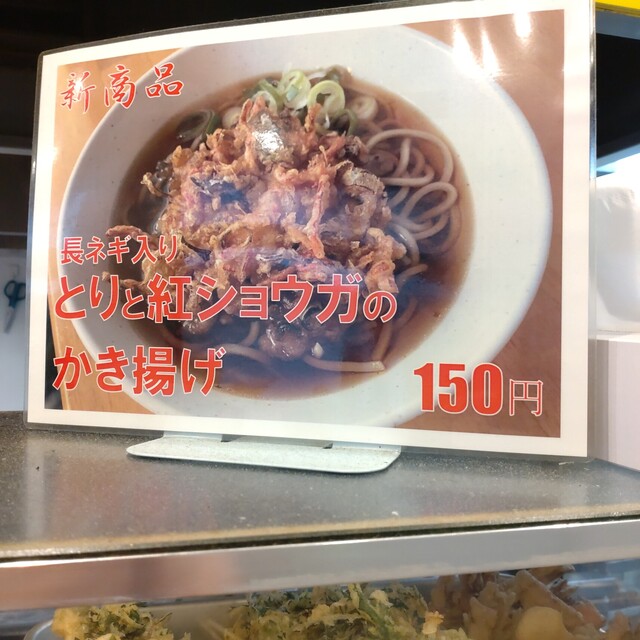 新商品
長ネギ入り
とりと紅ショウガの
かき揚げ
150円